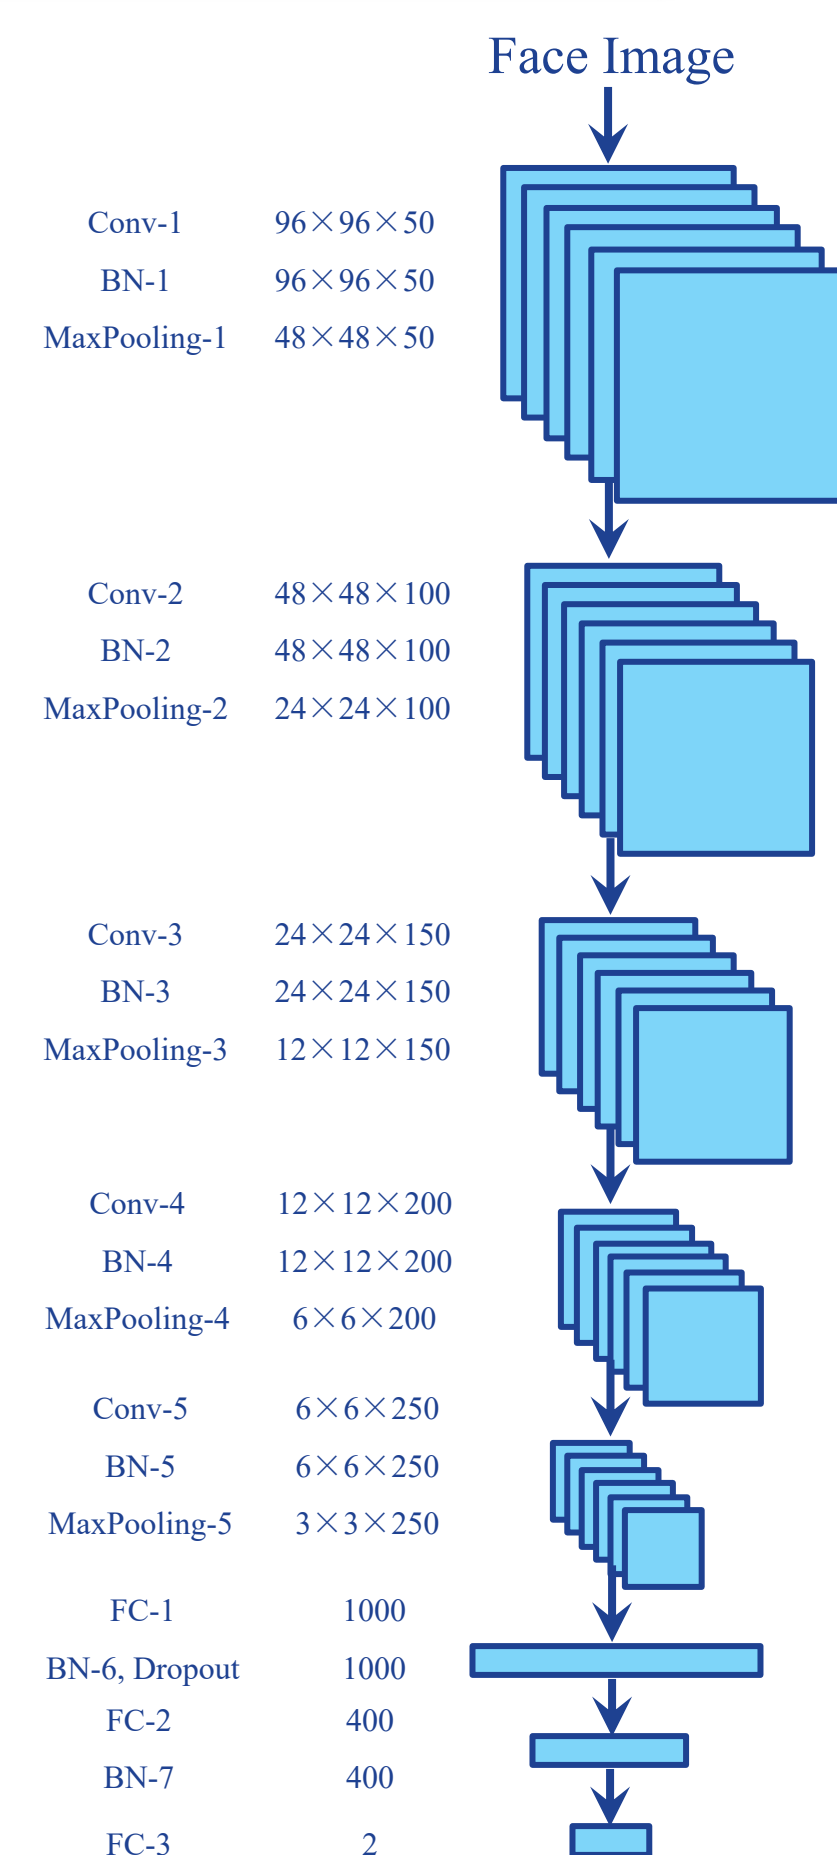 Face Image
Conv-1 96×96×50
BN-1 96×96×50
MaxPooling-1 48×48×50
Conv-2 48×48×100
BN-2 48×48×100
MaxPooling-2 24×24×100
Conv-3 24×24×150
BN-3 24×24×150
MaxPooling-3 12×12×150
Conv-4 12×12×200
BN-4 12×12×200
MaxPooling-4 6×6×200
Conv-5 6×6×250
BN-5 6×6×250
MaxPooling-5 3×3×250
FC-1 1000
BN-6, Dropout 1000
FC-2 400
BN-7 400
FC-3 2